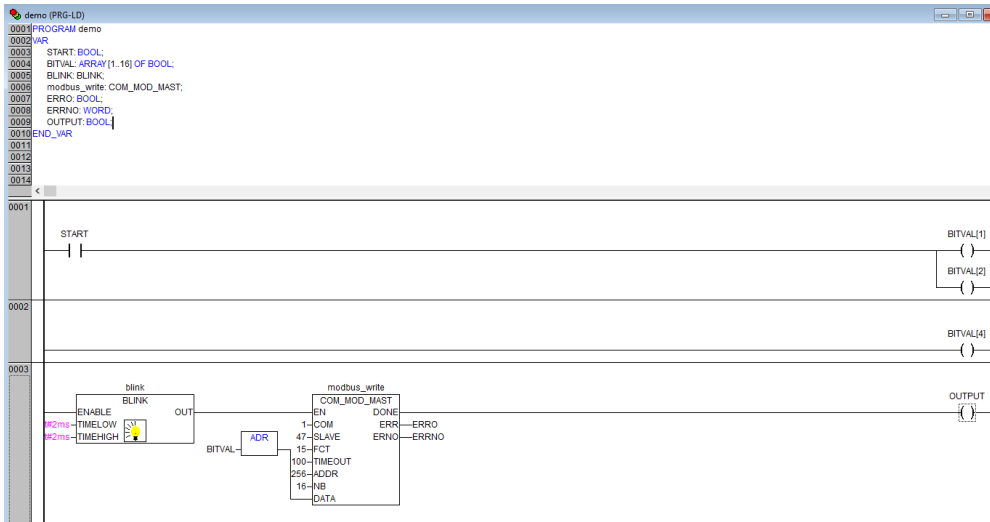 demo (PRG-LD)
0001 PROGRAM demo
0002 VAR
0003 START: BOOL;
0004 BITVAL: ARRAY [1..16] OF BOOL;
0005 BLINK: BLINK;
0006 modbus_write: COM_MOD_MAST;
0007 ERRO: BOOL;
0008 ERRNO: WORD;
0009 OUTPUT: BOOL;
0010 END_VAR
0011
0012
0013
0014
0001
START
BITVAL[1]
BITVAL[2]
0002
BITVAL[4]
0003
blink
BLINK
ENABLE OUT
t#2ms TIMELOW
t#2ms TIMEHIGH
BITVAL ADR
modbus_write
COM_MOD_MAST
EN DONE
1 COM ERR ERRO
47 SLAVE ERNO ERRNO
15 FCT
100 TIMEOUT
256 ADDR
16 NB
DATA
OUTPUT